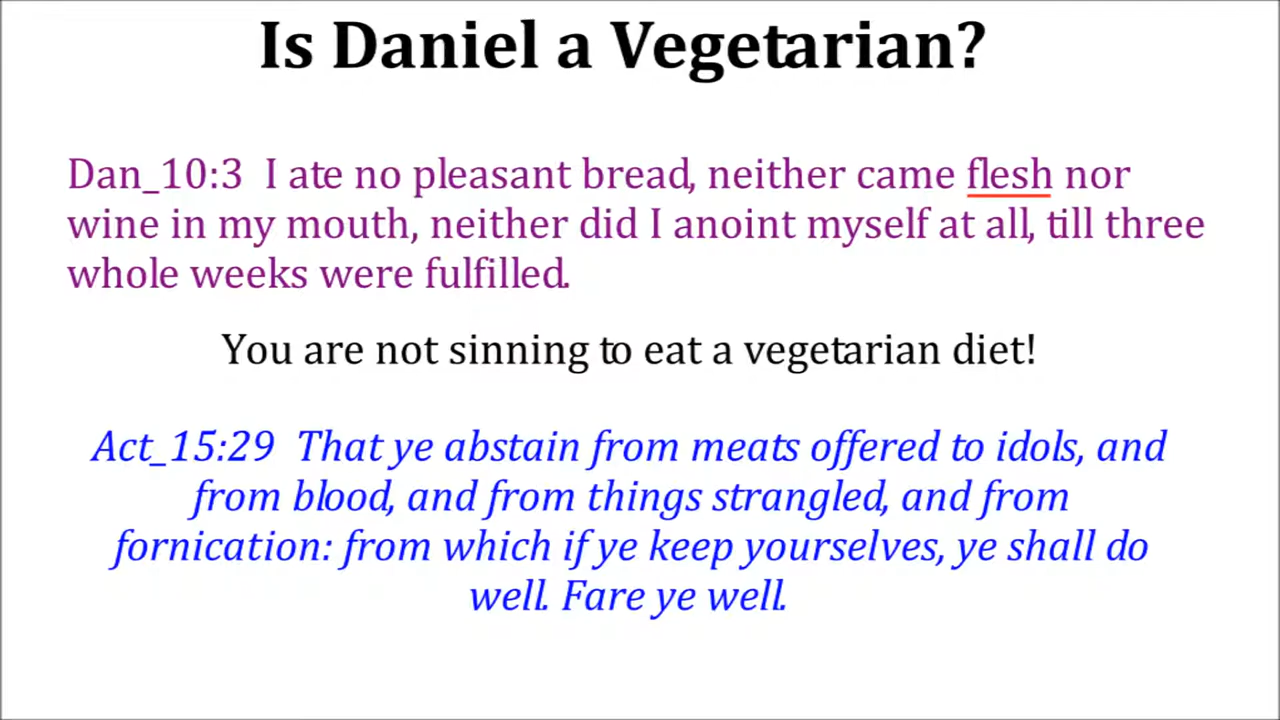 Is Daniel a Vegetarian?
Dan_10:3  I ate no pleasant bread, neither came flesh nor
wine in my mouth, neither did I anoint myself at all, till three
whole weeks were fulfilled.
You are not sinning to eat a vegetarian diet!
Act_15:29  That ye abstain from meats offered to idols, and
from blood, and from things strangled, and from
fornication: from which if ye keep yourselves, ye shall do
well. Fare ye well.